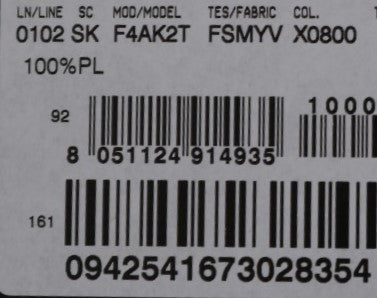 LN/LINE SC MOD/MODEL TES/FABRIC COL.
0102 SK F4AK2T FSMYV X0800
100%PL
1000
92
8 051124 914935
161
0942541673028354